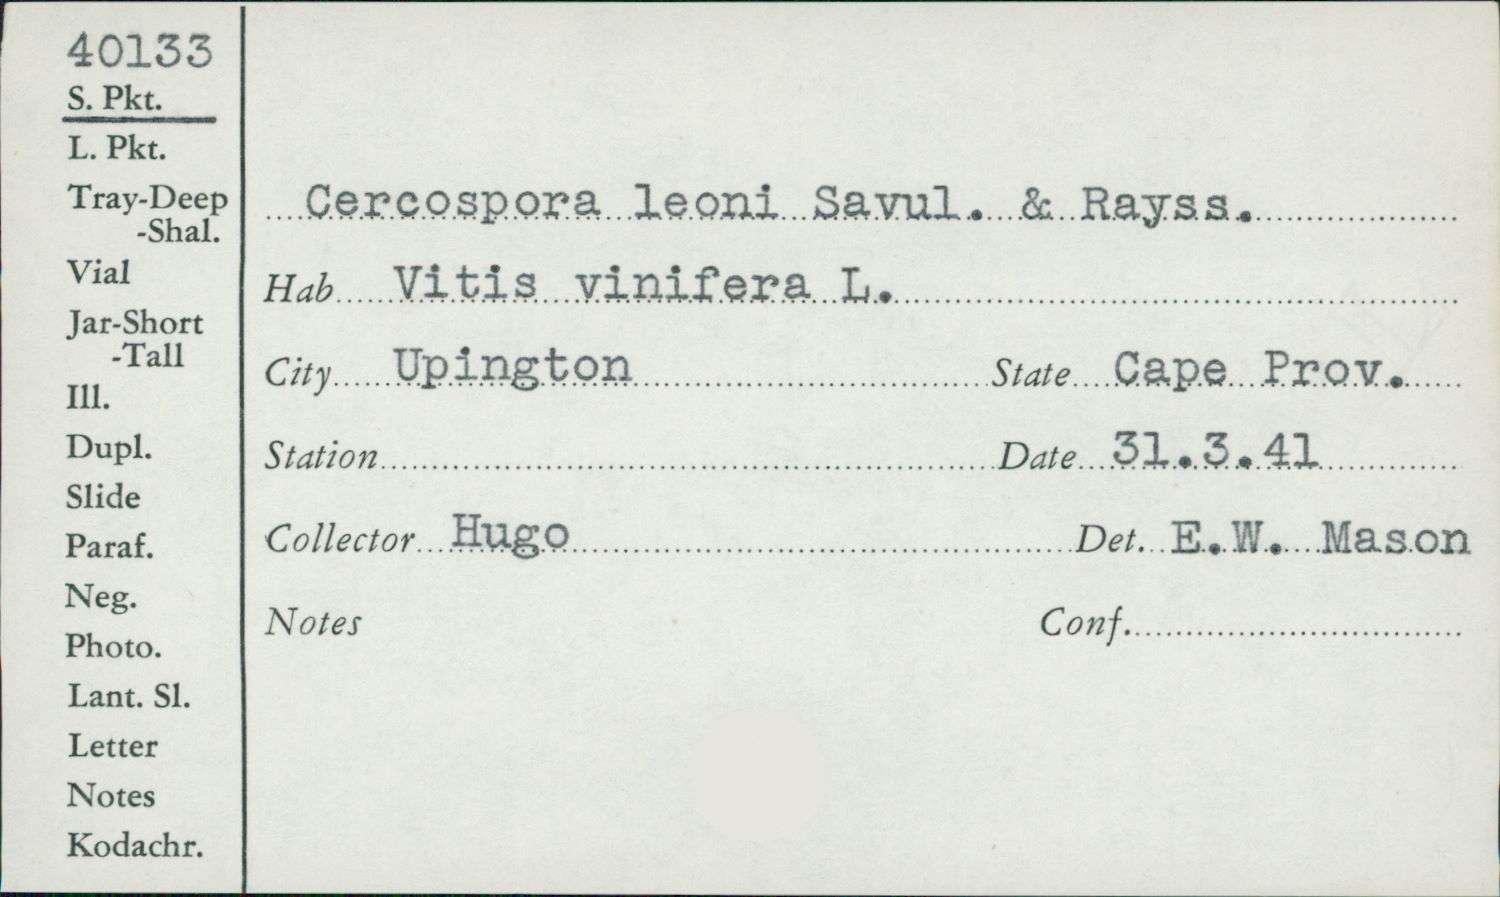 40133
S. Pkt.
L. Pkt.
Tray-Deep
-Shal.
Vial
Jar-Short
-Tall
Ill.
Dupl.
Slide
Paraf.
Neg.
Photo.
Lant. Sl.
Letter
Notes
Kodachr.
Cercospora leoni Savul. & Rayss.
Hab Vitis vinifera L.
City Upington State Cape Prov.
Station Date 31.3.41
Collector Hugo Det. E.W. Mason
Notes Conf.